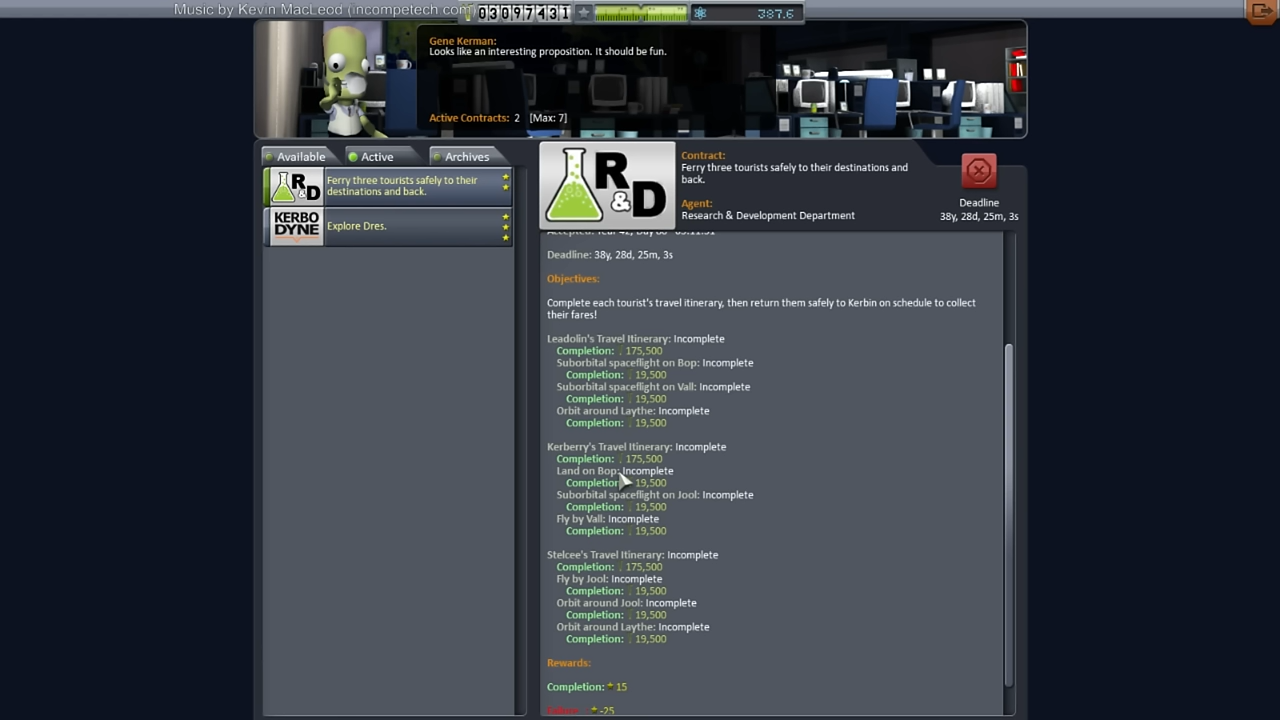 Music by Kevin MacLeod (incompetech.com)
03097431
387.6
Gene Kerman:
Looks like an interesting proposition. It should be fun.
Active Contracts: 2 [Max: 7]
Available
Active
Archives
R&D
Ferry three tourists safely to their
destinations and back.
KERBO
DYNE
Explore Dres.
R&D
Contract:
Ferry three tourists safely to their destinations and
back.
Agent:
Research & Development Department
Deadline
38y, 28d, 25m, 3s
Deadline: 38y, 28d, 25m, 3s
Objectives:
Complete each tourist's travel itinerary, then return them safely to Kerbin on schedule to collect
their fares!
Leadolin's Travel Itinerary: Incomplete
Completion: 175,500
Suborbital spaceflight on Bop: Incomplete
Completion: 19,500
Suborbital spaceflight on Vall: Incomplete
Completion: 19,500
Orbit around Laythe: Incomplete
Completion: 19,500
Kerberry's Travel Itinerary: Incomplete
Completion: 175,500
Land on Bop: Incomplete
Completion: 19,500
Suborbital spaceflight on Jool: Incomplete
Completion: 19,500
Fly by Vall: Incomplete
Completion: 19,500
Stelcee's Travel Itinerary: Incomplete
Completion: 175,500
Fly by Jool: Incomplete
Completion: 19,500
Orbit around Jool: Incomplete
Completion: 19,500
Orbit around Laythe: Incomplete
Completion: 19,500
Rewards:
Completion: 15
Failure: -25